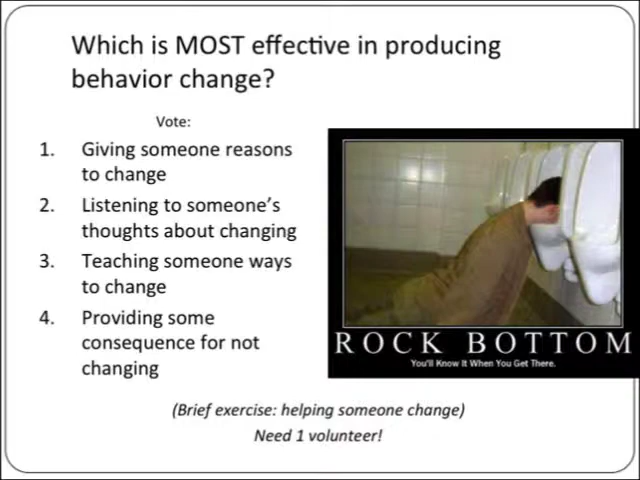 Which is MOST effective in producing
behavior change?
Vote:
1. Giving someone reasons
to change
2. Listening to someone's
thoughts about changing
3. Teaching someone ways
to change
4. Providing some
consequence for not
changing
ROCK BOTTOM
You'll Know It When You Get There.
(Brief exercise: helping someone change)
Need 1 volunteer!